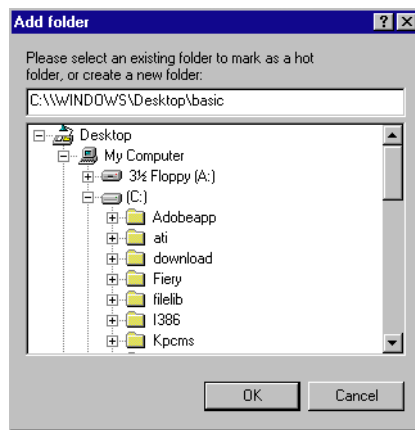 Add folder
Please select an existing folder to mark as a hot
folder, or create a new folder:
C:\\WINDOWS\Desktop\basic
Desktop
My Computer
3½ Floppy (A:)
(C:)
Adobeapp
ati
download
Fiery
filelib
I386
Kpcms
OK Cancel